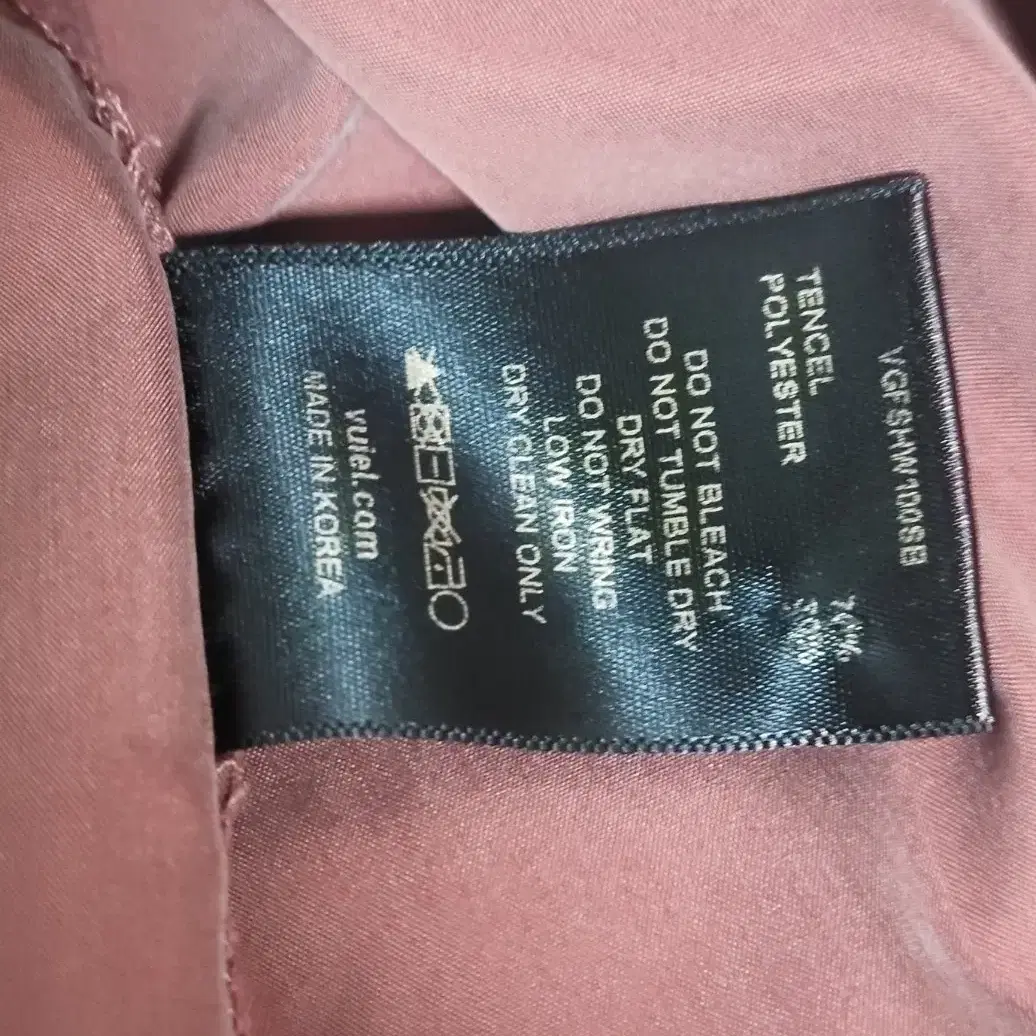 VGFSHW100SB
TENCEL
POLYESTER
DO NOT BLEACH
DO NOT TUMBLE DRY
DRY FLAT
DO NOT WRING
LOW IRON
DRY CLEAN ONLY
vuiel.com
MADE IN KOREA